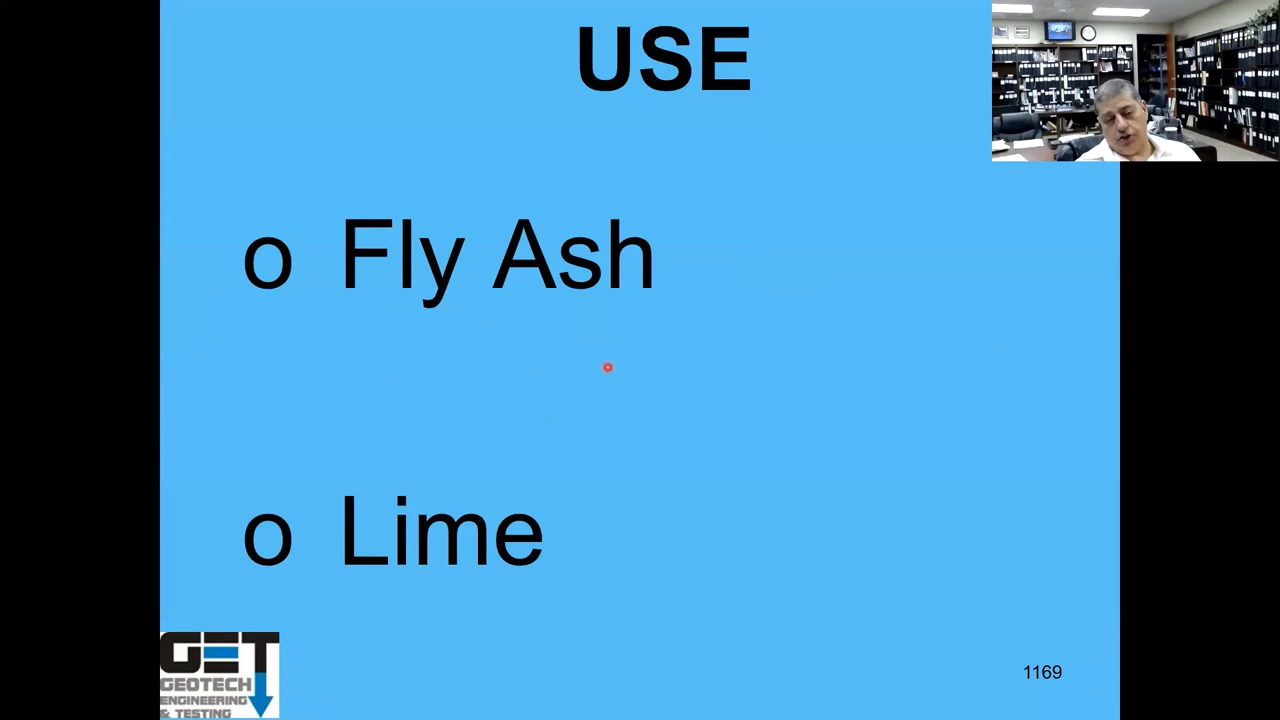 USE
o Fly Ash
o Lime
GET
GEOTECH
ENGINEERING
& TESTING
1169